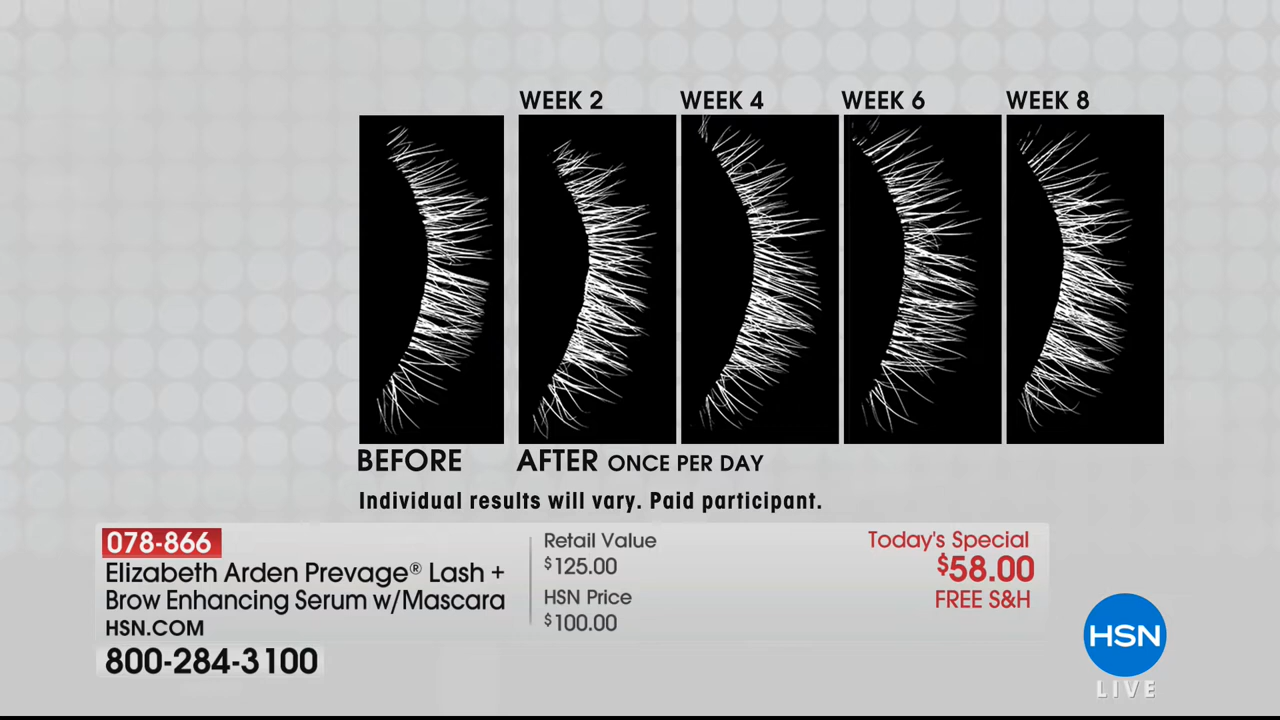 WEEK 2
WEEK 4
WEEK 6
WEEK 8
BEFORE
AFTER ONCE PER DAY
Individual results will vary. Paid participant.
078-866
Elizabeth Arden Prevage® Lash +
Brow Enhancing Serum w/Mascara
HSN.COM
800-284-3100
Retail Value
$125.00
HSN Price
$100.00
Today's Special
$58.00
FREE S&H
HSN
LIVE